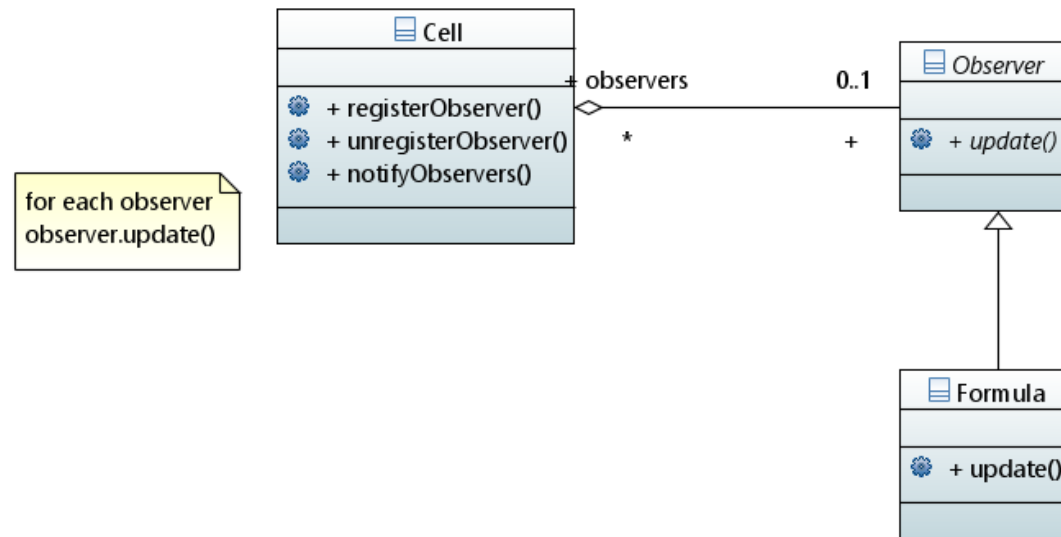 Cell
+ registerObserver()
+ unregisterObserver()
+ notifyObservers()
+ observers
*
0..1
+
Observer
+ update()
for each observer
observer.update()
Formula
+ update()